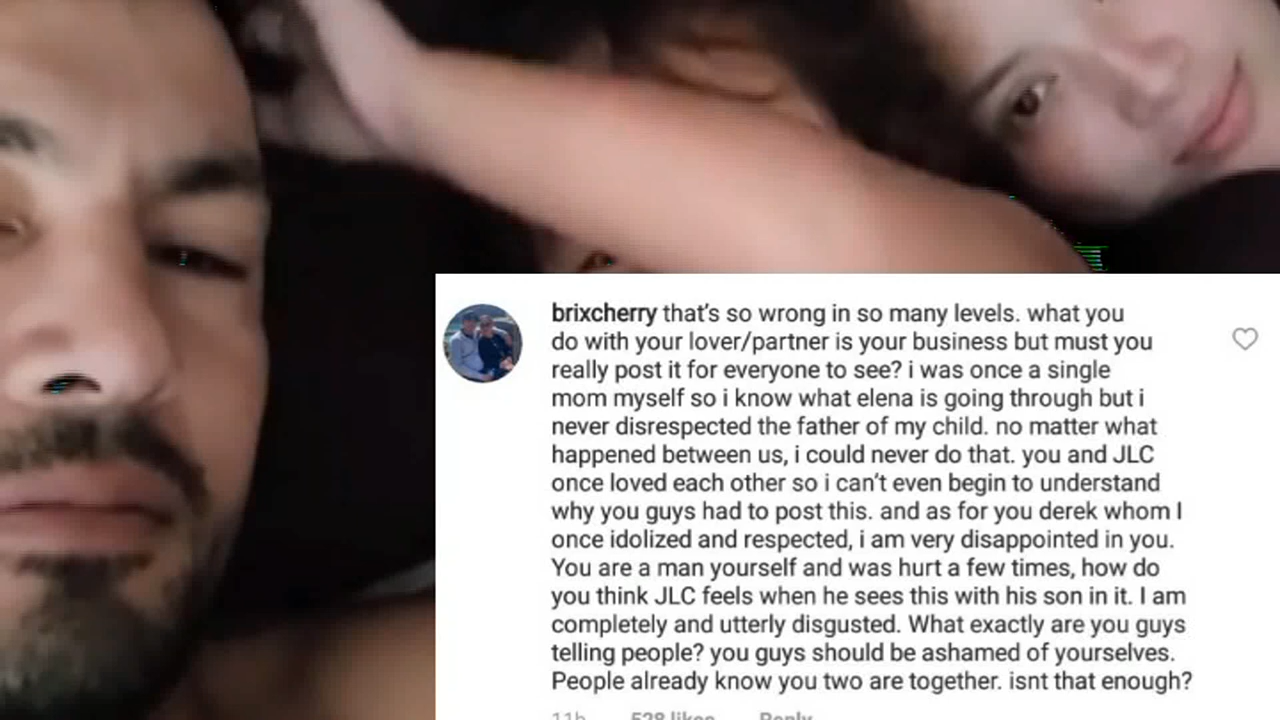 brixcherry that's so wrong in so many levels. what you
do with your lover/partner is your business but must you
really post it for everyone to see? i was once a single
mom myself so i know what elena is going through but i
never disrespected the father of my child. no matter what
happened between us, i could never do that. you and JLC
once loved each other so i can't even begin to understand
why you guys had to post this. and as for you derek whom I
once idolized and respected, i am very disappointed in you.
You are a man yourself and was hurt a few times, how do
you think JLC feels when he sees this with his son in it. I am
completely and utterly disgusted. What exactly are you guys
telling people? you guys should be ashamed of yourselves.
People already know you two are together. isnt that enough?
11h 528 likes Reply